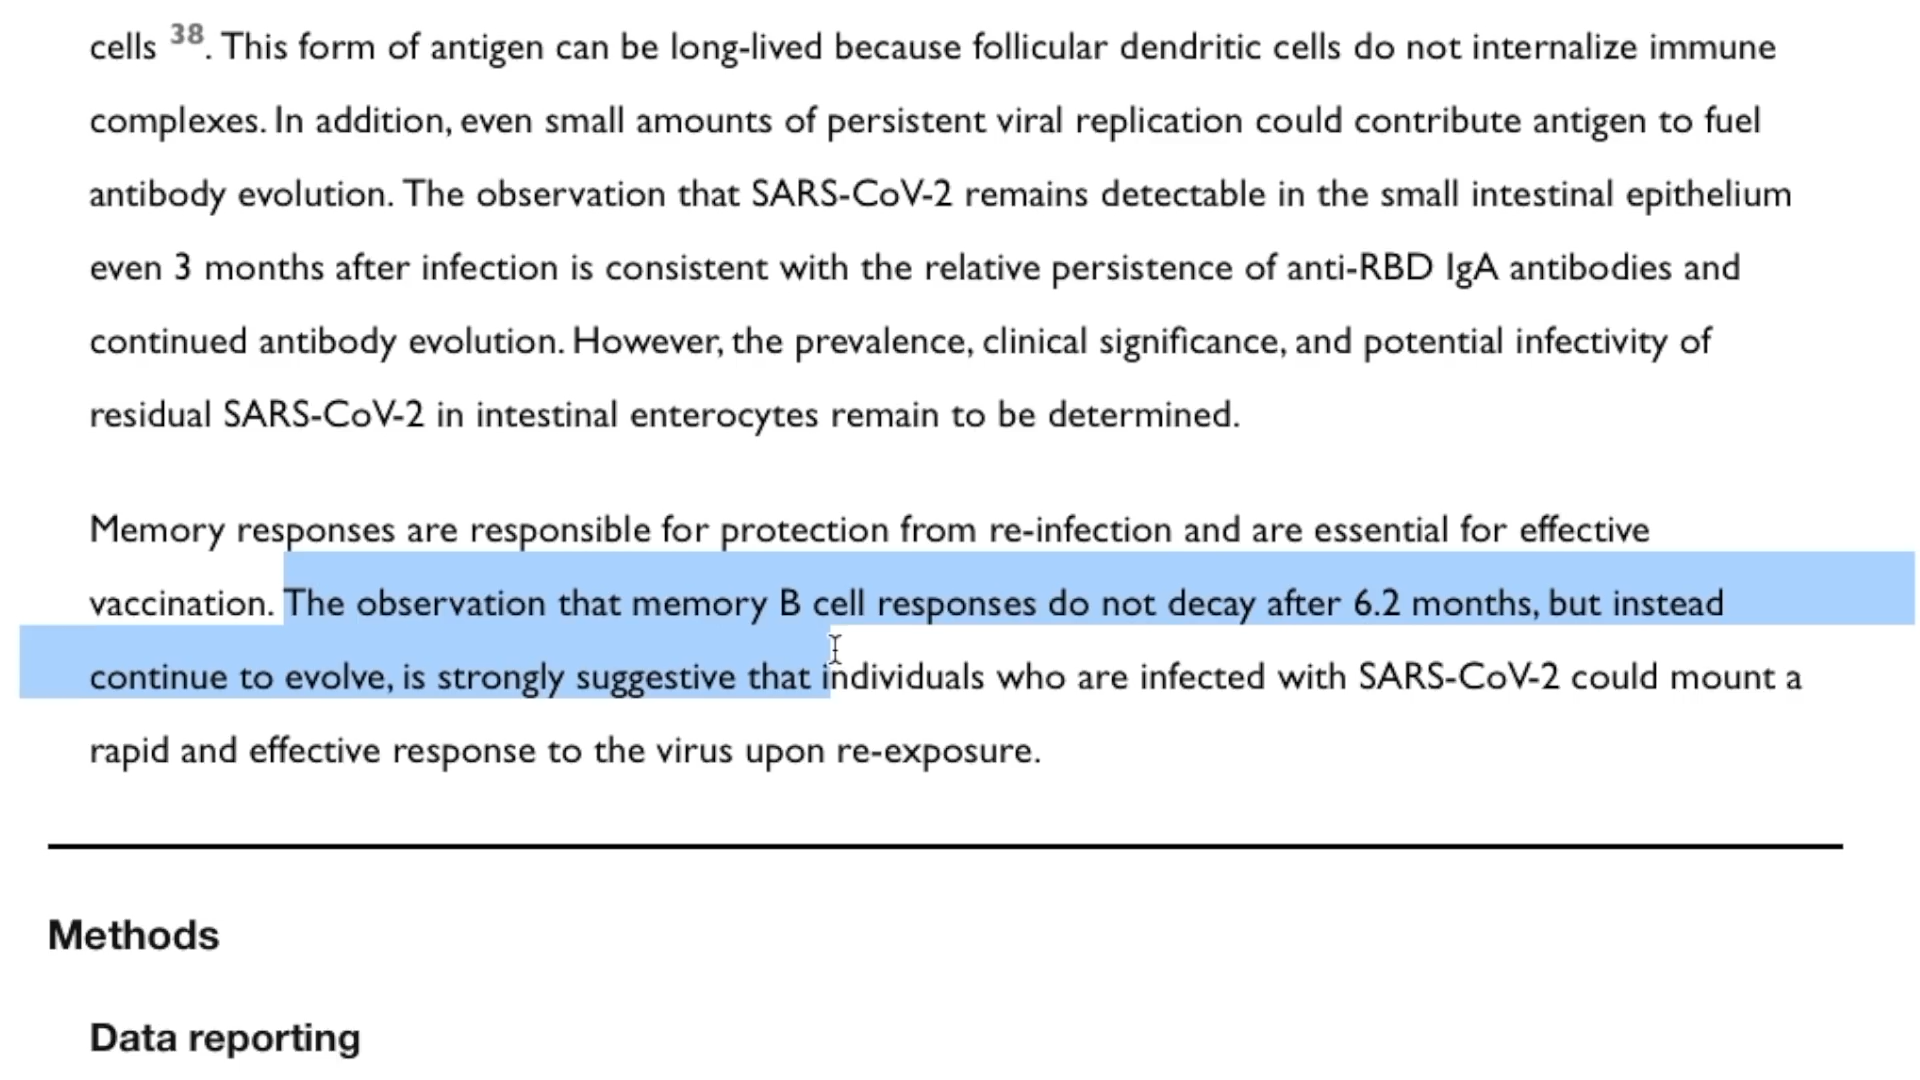 cells 38. This form of antigen can be long-lived because follicular dendritic cells do not internalize immune
complexes. In addition, even small amounts of persistent viral replication could contribute antigen to fuel
antibody evolution. The observation that SARS-CoV-2 remains detectable in the small intestinal epithelium
even 3 months after infection is consistent with the relative persistence of anti-RBD IgA antibodies and
continued antibody evolution. However, the prevalence, clinical significance, and potential infectivity of
residual SARS-CoV-2 in intestinal enterocytes remain to be determined.
Memory responses are responsible for protection from re-infection and are essential for effective
vaccination. The observation that memory B cell responses do not decay after 6.2 months, but instead
continue to evolve, is strongly suggestive that individuals who are infected with SARS-CoV-2 could mount a
rapid and effective response to the virus upon re-exposure.
Methods
Data reporting